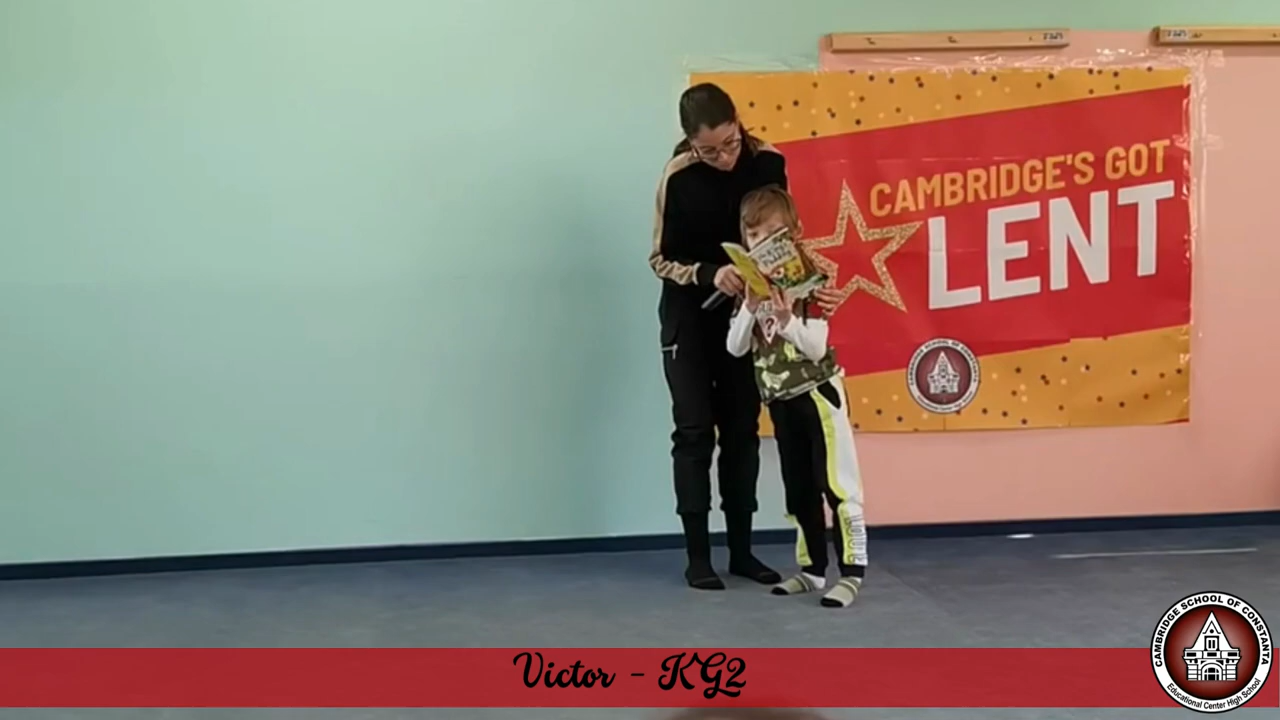 CAMBRIDGE'S GOT
LENT
Victor - KG2
CAMBRIDGE SCHOOL OF CONSTANTA
Educational Center High School